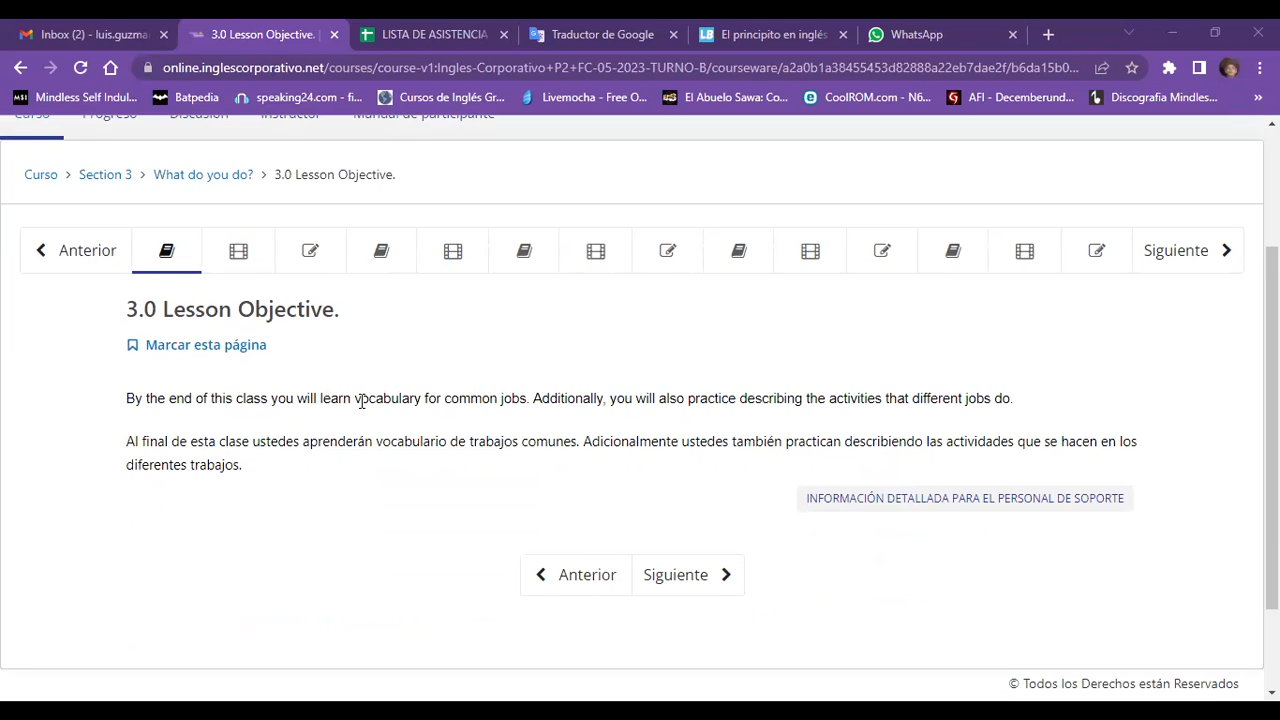 Inbox (2) - luis.guzma
3.0 Lesson Objective.
LISTA DE ASISTENCIA
Traductor de Google
El principito en inglés
WhatsApp
online.inglescorporativo.net/courses/course-v1:Ingles-Corporativo+P2+FC-05-2023-TURNO-B/courseware/a2a0b1a38455453d82888a22eb7dae2f/b6da15b0...
Mindless Self Indul...
Batpedia
speaking24.com - fi...
Cursos de Inglés Gr...
Livemocha - Free O...
El Abuelo Sawa: Co...
CoolROM.com - N6...
AFI - Decemberund...
Discografia Mindles...
Curso Progreso Discusión Instructor Manual de participante
Curso > Section 3 > What do you do? > 3.0 Lesson Objective.
Anterior
Siguiente
3.0 Lesson Objective.
Marcar esta página
By the end of this class you will learn vocabulary for common jobs. Additionally, you will also practice describing the activities that different jobs do.
Al final de esta clase ustedes aprenderán vocabulario de trabajos comunes. Adicionalmente ustedes también practican describiendo las actividades que se hacen en los
diferentes trabajos.
INFORMACIÓN DETALLADA PARA EL PERSONAL DE SOPORTE
Anterior
Siguiente
© Todos los Derechos están Reservados